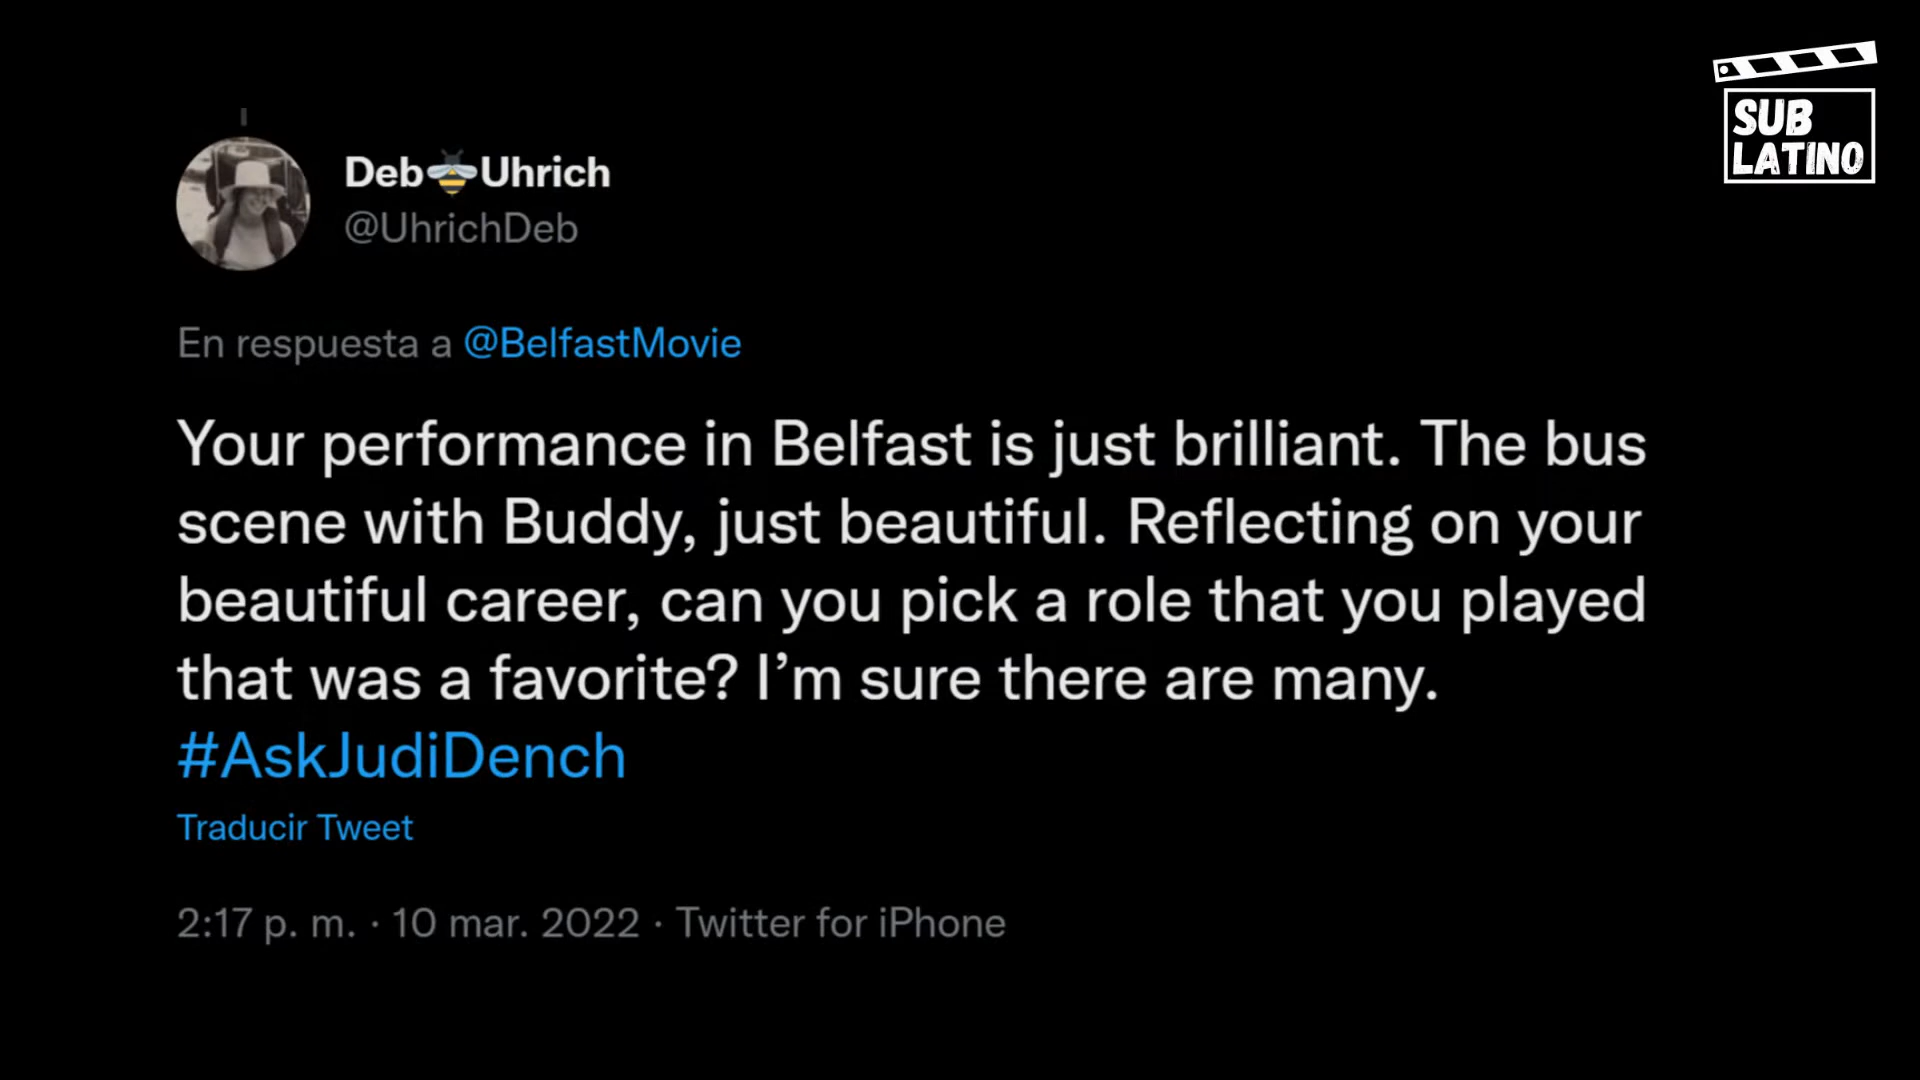 SUB
LATINO
Deb🐝Uhrich
@UhrichDeb
En respuesta a @BelfastMovie
Your performance in Belfast is just brilliant. The bus
scene with Buddy, just beautiful. Reflecting on your
beautiful career, can you pick a role that you played
that was a favorite? I’m sure there are many.
#AskJudiDench
Traducir Tweet
2:17 p. m. · 10 mar. 2022 · Twitter for iPhone